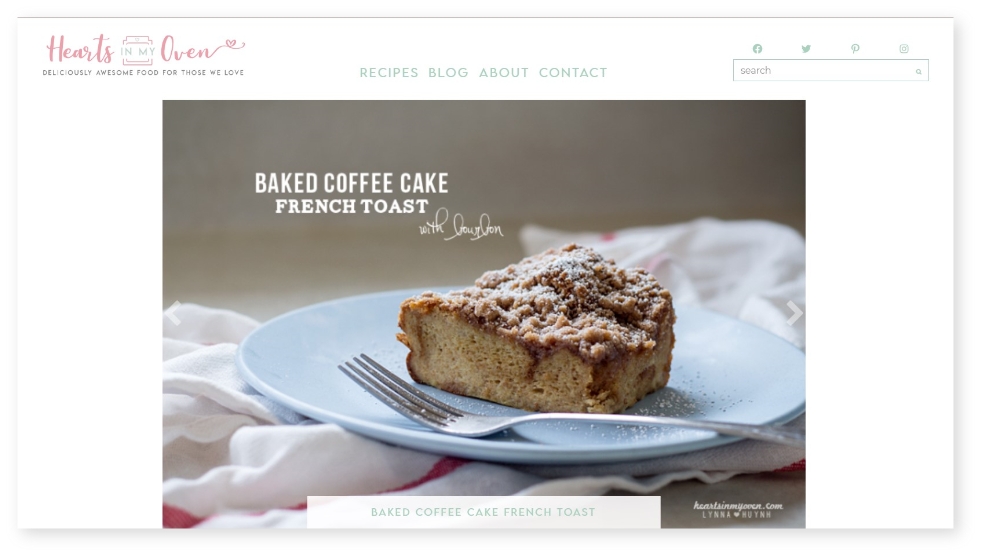 Hearts IN MY Oven
DELICIOUSLY AWESOME FOOD FOR THOSE WE LOVE
RECIPES BLOG ABOUT CONTACT
search
BAKED COFFEE CAKE
FRENCH TOAST
with bourbon
heartsinmyoven.com
LYNNA HUYNH
BAKED COFFEE CAKE FRENCH TOAST